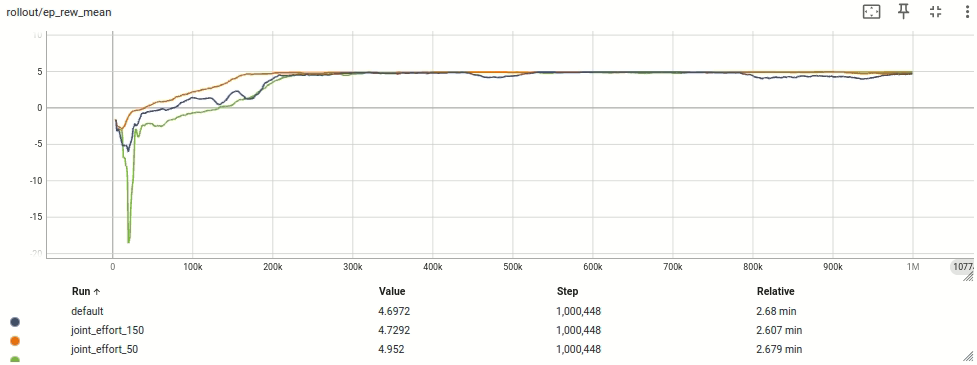 rollout/ep_rew_mean
10
5
0
-5
-10
-15
-20
0 100k 200k 300k 400k 500k 600k 700k 800k 900k 1M 1077
Run ↑ Value Step Relative
default 4.6972 1,000,448 2.68 min
joint_effort_150 4.7292 1,000,448 2.607 min
joint_effort_50 4.952 1,000,448 2.679 min